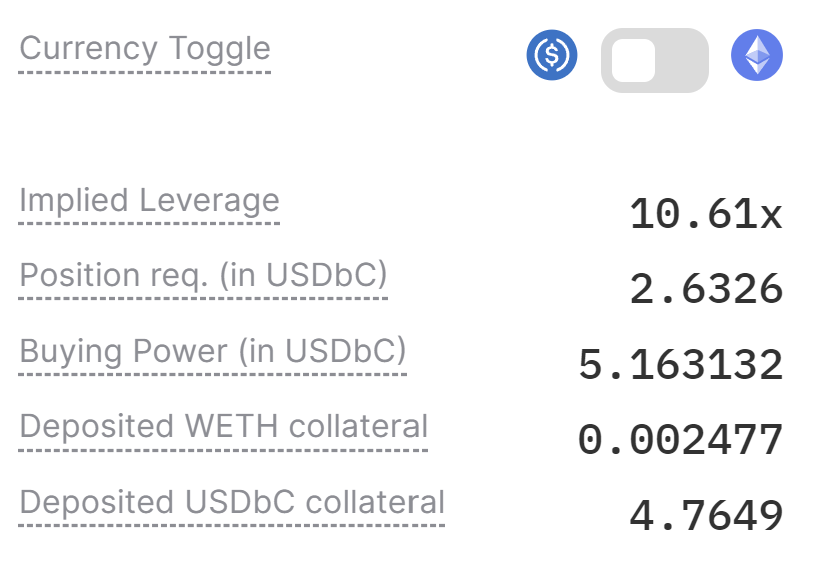 Currency Toggle
Implied Leverage 10.61x
Position req. (in USDbC) 2.6326
Buying Power (in USDbC) 5.163132
Deposited WETH collateral 0.002477
Deposited USDbC collateral 4.7649